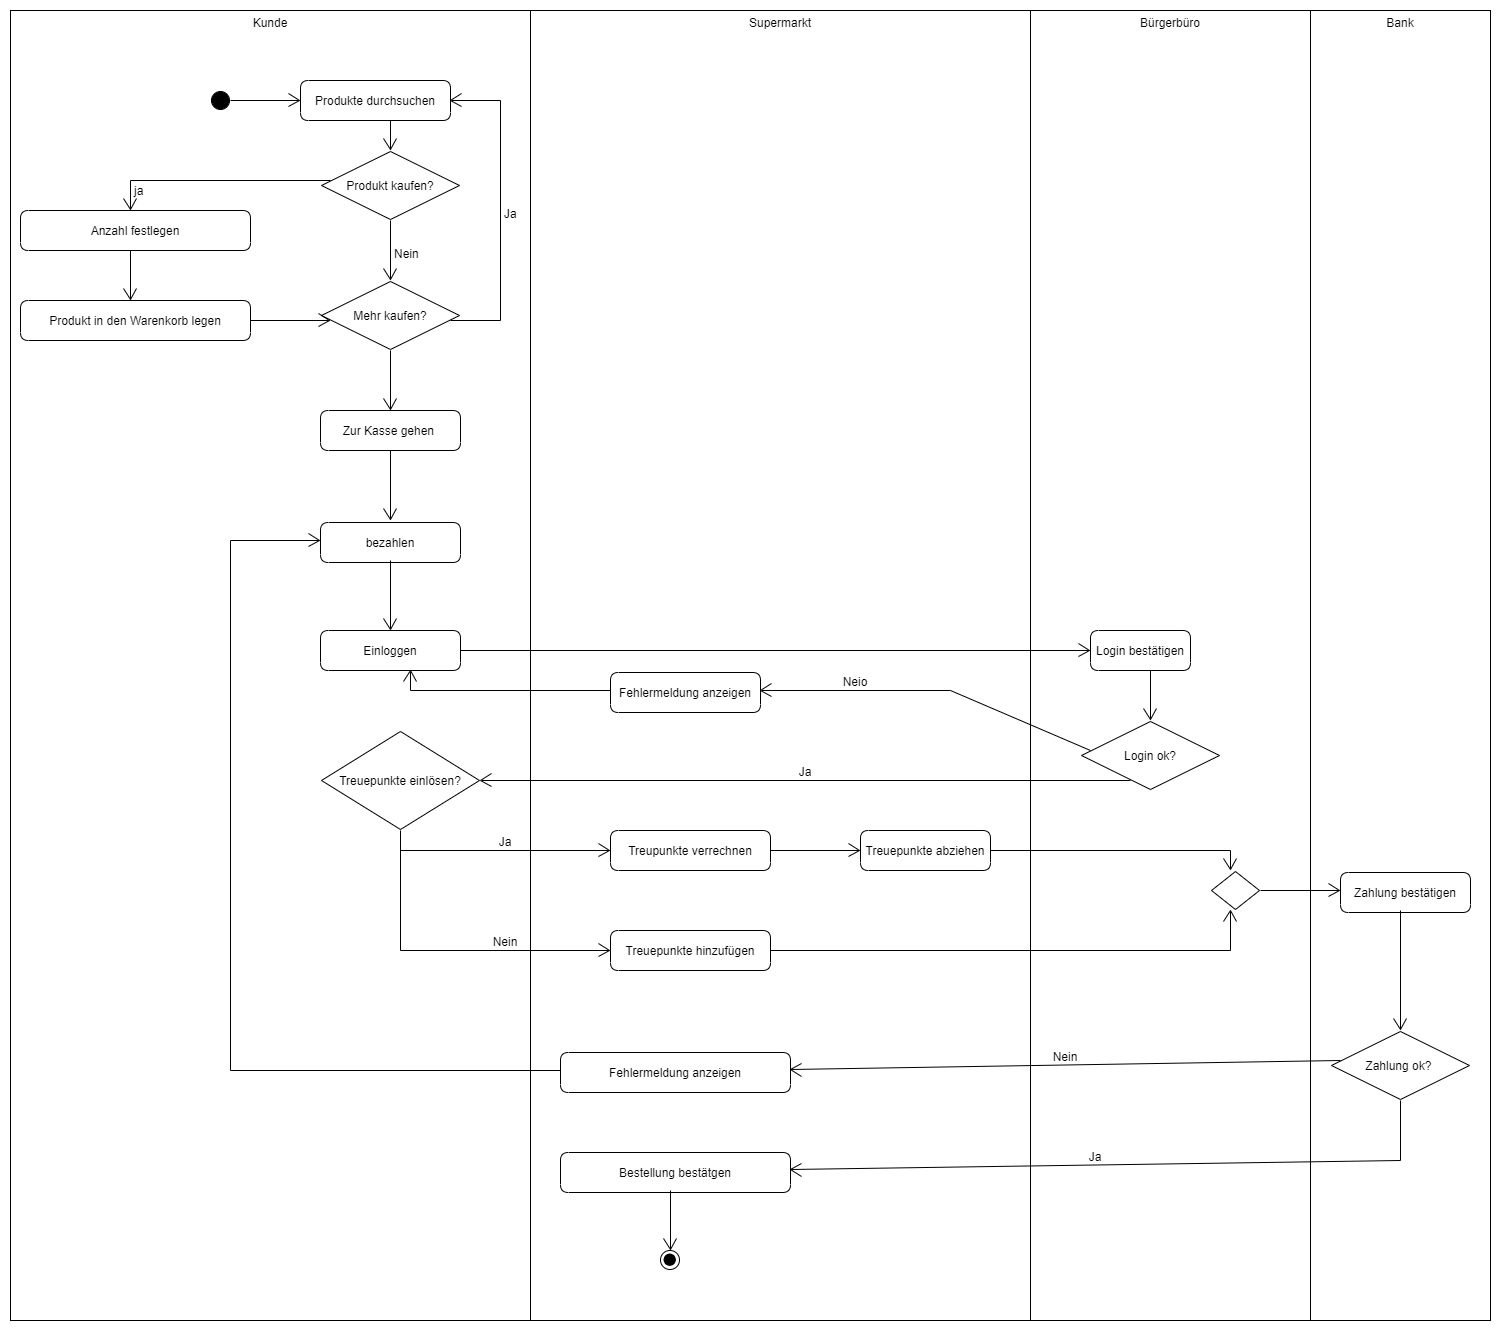 Kunde
Supermarkt
Bürgerbüro
Bank
Produkte durchsuchen
Produkt kaufen?
ja
Ja
Anzahl festlegen
Nein
Mehr kaufen?
Produkt in den Warenkorb legen
Zur Kasse gehen
bezahlen
Einloggen
Login bestätigen
Neio
Fehlermeldung anzeigen
Login ok?
Ja
Treuepunkte einlösen?
Ja
Treupunkte verrechnen
Treuepunkte abziehen
Zahlung bestätigen
Nein
Treuepunkte hinzufügen
Nein
Zahlung ok?
Fehlermeldung anzeigen
Ja
Bestellung bestätgen